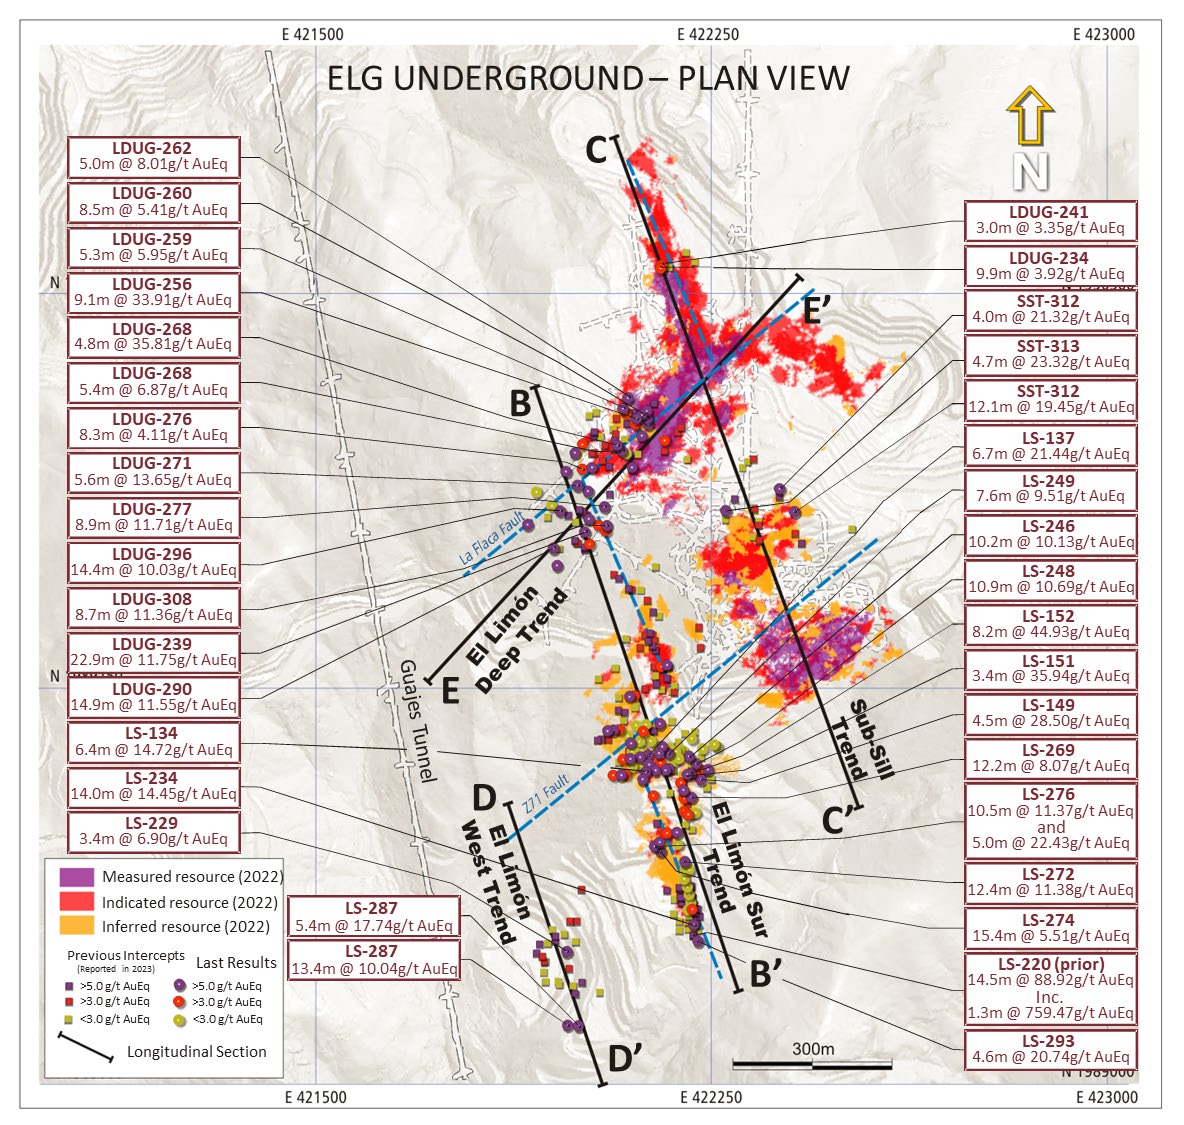 E 421500
E 422250
E 423000
ELG UNDERGROUND – PLAN VIEW
N
LDUG-262
5.0m @ 8.01g/t AuEq
LDUG-260
8.5m @ 5.41g/t AuEq
LDUG-259
5.3m @ 5.95g/t AuEq
LDUG-256
9.1m @ 33.91g/t AuEq
LDUG-268
4.8m @ 35.81g/t AuEq
LDUG-268
5.4m @ 6.87g/t AuEq
LDUG-276
8.3m @ 4.11g/t AuEq
LDUG-271
5.6m @ 13.65g/t AuEq
LDUG-277
8.9m @ 11.71g/t AuEq
LDUG-296
14.4m @ 10.03g/t AuEq
LDUG-308
8.7m @ 11.36g/t AuEq
LDUG-239
22.9m @ 11.75g/t AuEq
LDUG-290
14.9m @ 11.55g/t AuEq
LS-134
6.4m @ 14.72g/t AuEq
LS-234
14.0m @ 14.45g/t AuEq
LS-229
3.4m @ 6.90g/t AuEq
N
N
LS-287
5.4m @ 17.74g/t AuEq
LS-287
13.4m @ 10.04g/t AuEq
C
E'
B
La Flaca Fault
El Limón
Deep Trend
E
Guajes Tunnel
Z71 Fault
D
El Limón
West Trend
D'
El Limón Sur
Trend
B'
Sub-Sill
Trend
C'
LDUG-241
3.0m @ 3.35g/t AuEq
LDUG-234
9.9m @ 3.92g/t AuEq
SST-312
4.0m @ 21.32g/t AuEq
SST-313
4.7m @ 23.32g/t AuEq
SST-312
12.1m @ 19.45g/t AuEq
LS-137
6.7m @ 21.44g/t AuEq
LS-249
7.6m @ 9.51g/t AuEq
LS-246
10.2m @ 10.13g/t AuEq
LS-248
10.9m @ 10.69g/t AuEq
LS-152
8.2m @ 44.93g/t AuEq
LS-151
3.4m @ 35.94g/t AuEq
LS-149
4.5m @ 28.50g/t AuEq
LS-269
12.2m @ 8.07g/t AuEq
LS-276
10.5m @ 11.37g/t AuEq
and
5.0m @ 22.43g/t AuEq
LS-272
12.4m @ 11.38g/t AuEq
LS-274
15.4m @ 5.51g/t AuEq
LS-220 (prior)
14.5m @ 88.92g/t AuEq
Inc.
1.3m @ 759.47g/t AuEq
LS-293
4.6m @ 20.74g/t AuEq
N 1989000
Measured resource (2022)
Indicated resource (2022)
Inferred resource (2022)
Previous Intercepts
(Reported in 2023)
Last Results
>5.0 g/t AuEq
>5.0 g/t AuEq
>3.0 g/t AuEq
>3.0 g/t AuEq
<3.0 g/t AuEq
<3.0 g/t AuEq
Longitudinal Section
300m
E 421500
E 422250
E 423000